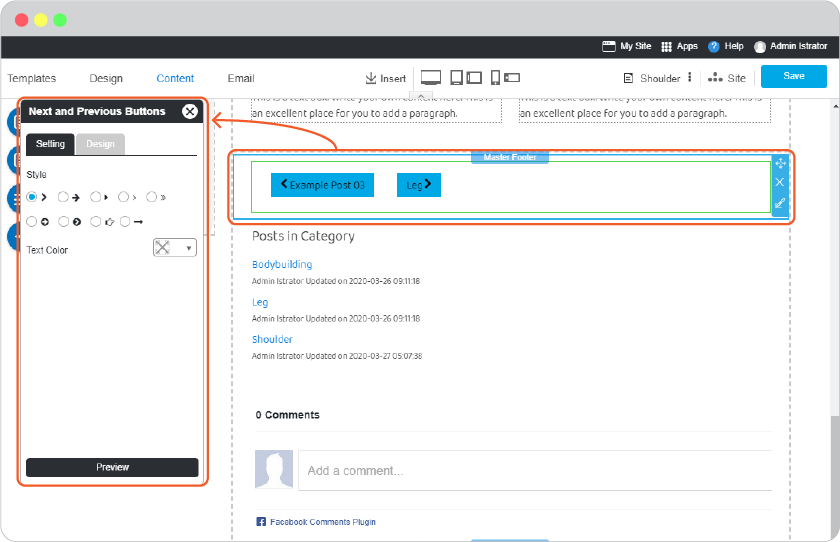 My Site
Apps
Help
Admin Istrator
Templates
Design
Content
Email
Insert
Shoulder
Site
Save
Next and Previous Buttons
Setting
Design
Style
Text Color
Preview
This is a text box. Write your own content here. This is
an excellent place for you to add a paragraph.
This is a text box. Write your own content here. This is
an excellent place for you to add a paragraph.
Master Footer
Example Post 03
Leg
Posts in Category
Bodybuilding
Admin Istrator Updated on 2020-03-26 09:11:18
Leg
Admin Istrator Updated on 2020-03-26 09:11:18
Shoulder
Admin Istrator Updated on 2020-03-27 05:07:38
0 Comments
Add a comment...
Facebook Comments Plugin